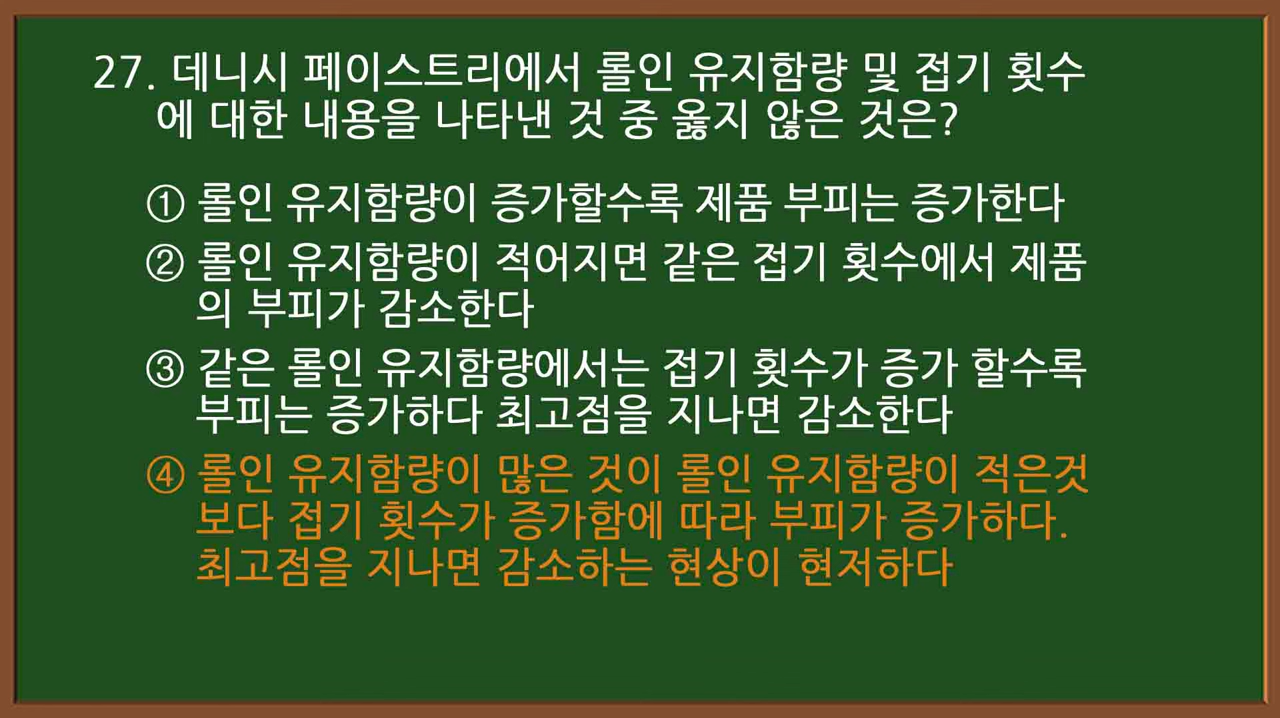 27. 데니시 페이스트리에서 롤인 유지함량 및 접기 횟수
에 대한 내용을 나타낸 것 중 옳지 않은 것은?
① 롤인 유지함량이 증가할수록 제품 부피는 증가한다
② 롤인 유지함량이 적어지면 같은 접기 횟수에서 제품
의 부피가 감소한다
③ 같은 롤인 유지함량에서는 접기 횟수가 증가 할수록
부피는 증가하다 최고점을 지나면 감소한다
④ 롤인 유지함량이 많은 것이 롤인 유지함량이 적은것
보다 접기 횟수가 증가함에 따라 부피가 증가하다.
최고점을 지나면 감소하는 현상이 현저하다